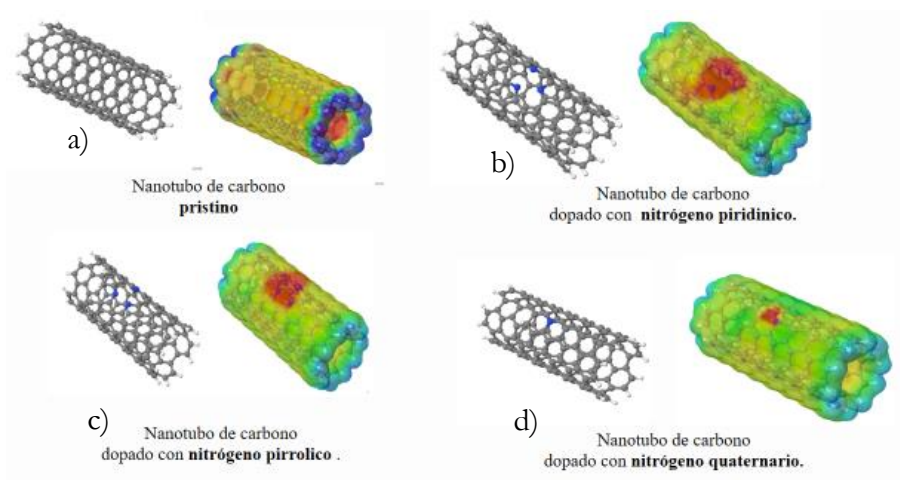 a)
Nanotubo de carbono
pristino
b)
Nanotubo de carbono
dopado con nitrógeno piridinico.
c)
Nanotubo de carbono
dopado con nitrógeno pirrolico .
d)
Nanotubo de carbono
dopado con nitrógeno quaternario.